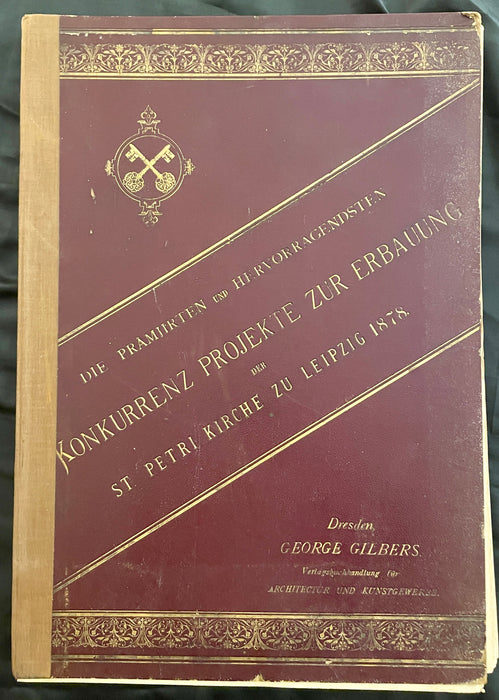 DIE PRÄMIIRTEN UND HERVORRAGENDSTEN
KONKURRENZ PROJEKTE ZUR ERBAUUNG
DER
ST. PETRI KIRCHE ZU LEIPZIG 1878.
Dresden,
GEORGE GILBERS
Verlagsbuchhandlung für
ARCHITECTUR UND KUNSTGEWERBE.